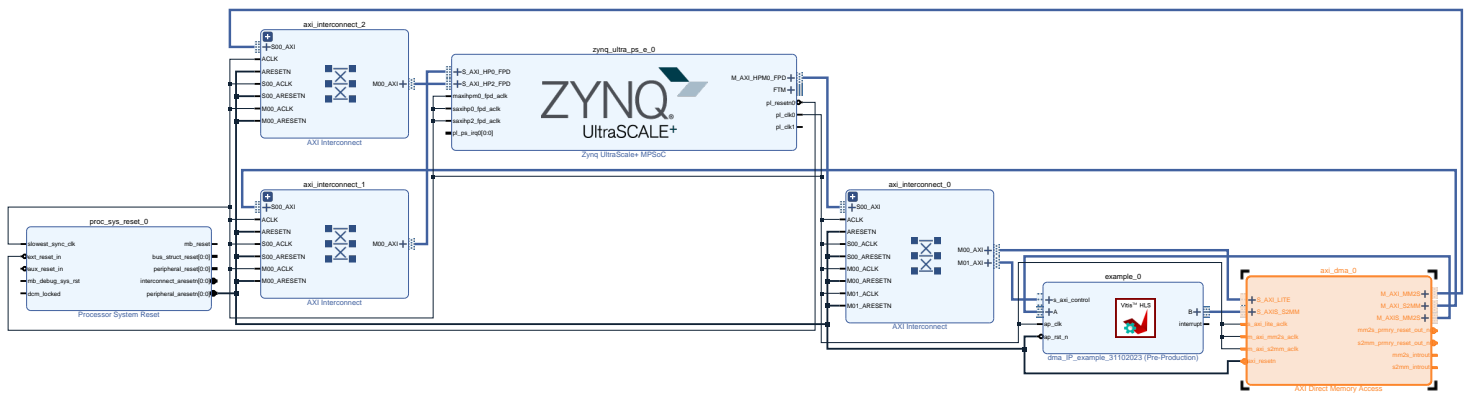 axi_interconnect_2
S00_AXI
ACLK
ARESETN
S00_ACLK
S00_ARESETN
M00_ACLK
M00_ARESETN
M00_AXI
AXI Interconnect
zynq_ultra_ps_e_0
S_AXI_HP0_FPD
S_AXI_HP2_FPD
maxihpm0_fpd_aclk
saxihp0_fpd_aclk
saxihp2_fpd_aclk
pl_ps_irq0[0:0]
ZYNQ
UltraSCALE+
M_AXI_HPM0_FPD
FTM
pl_resetn0
pl_clk0
pl_clk1
Zynq UltraScale+ MPSoC
axi_interconnect_1
S00_AXI
ACLK
ARESETN
S00_ACLK
S00_ARESETN
M00_ACLK
M00_ARESETN
M00_AXI
AXI Interconnect
proc_sys_reset_0
slowest_sync_clk
ext_reset_in
aux_reset_in
mb_debug_sys_rst
dcm_locked
mb_reset
bus_struct_reset[0:0]
peripheral_reset[0:0]
interconnect_aresetn[0:0]
peripheral_aresetn[0:0]
Processor System Reset
axi_interconnect_0
S00_AXI
ACLK
ARESETN
S00_ACLK
S00_ARESETN
M00_ACLK
M00_ARESETN
M01_ACLK
M01_ARESETN
M00_AXI
M01_AXI
AXI Interconnect
example_0
s_axi_control
A
ap_clk
ap_rst_n
Vitis™ HLS
B
interrupt
dma_IP_example_31102023 (Pre-Production)
axi_dma_0
S_AXI_LITE
S_AXIS_S2MM
s_axi_lite_aclk
m_axi_mm2s_aclk
m_axi_s2mm_aclk
axi_resetn
M_AXI_MM2S
M_AXI_S2MM
M_AXIS_MM2S
mm2s_prmry_reset_out_n
s2mm_prmry_reset_out_n
mm2s_introut
s2mm_introut
AXI Direct Memory Access